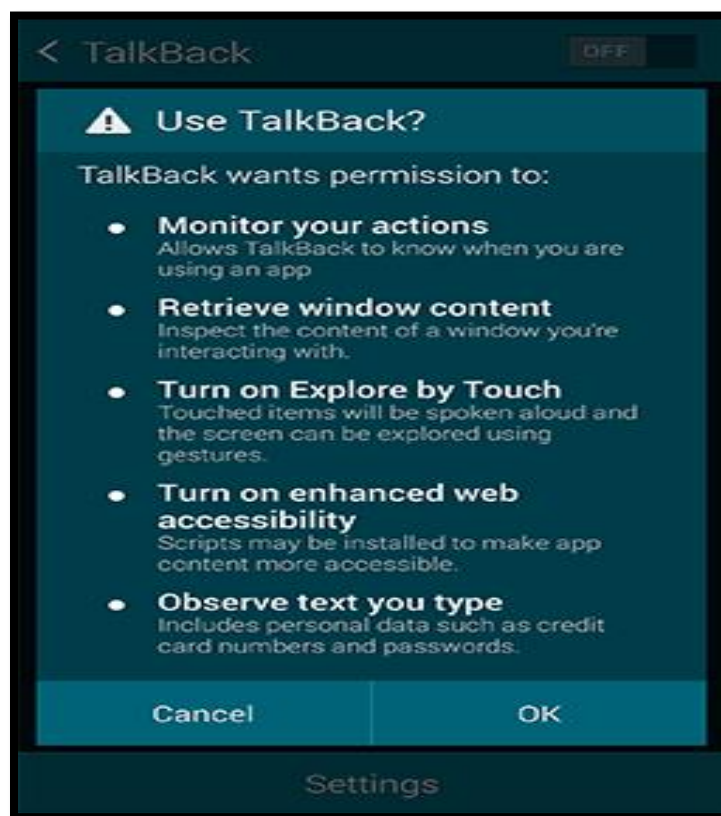 TalkBack
OFF
Use TalkBack?
TalkBack wants permission to:
Monitor your actions
Allows TalkBack to know when you are
using an app
Retrieve window content
Inspect the content of a window you're
interacting with.
Turn on Explore by Touch
Touched items will be spoken aloud and
the screen can be explored using
gestures.
Turn on enhanced web
accessibility
Scripts may be installed to make app
content more accessible.
Observe text you type
Includes personal data such as credit
card numbers and passwords.
Cancel OK
Settings